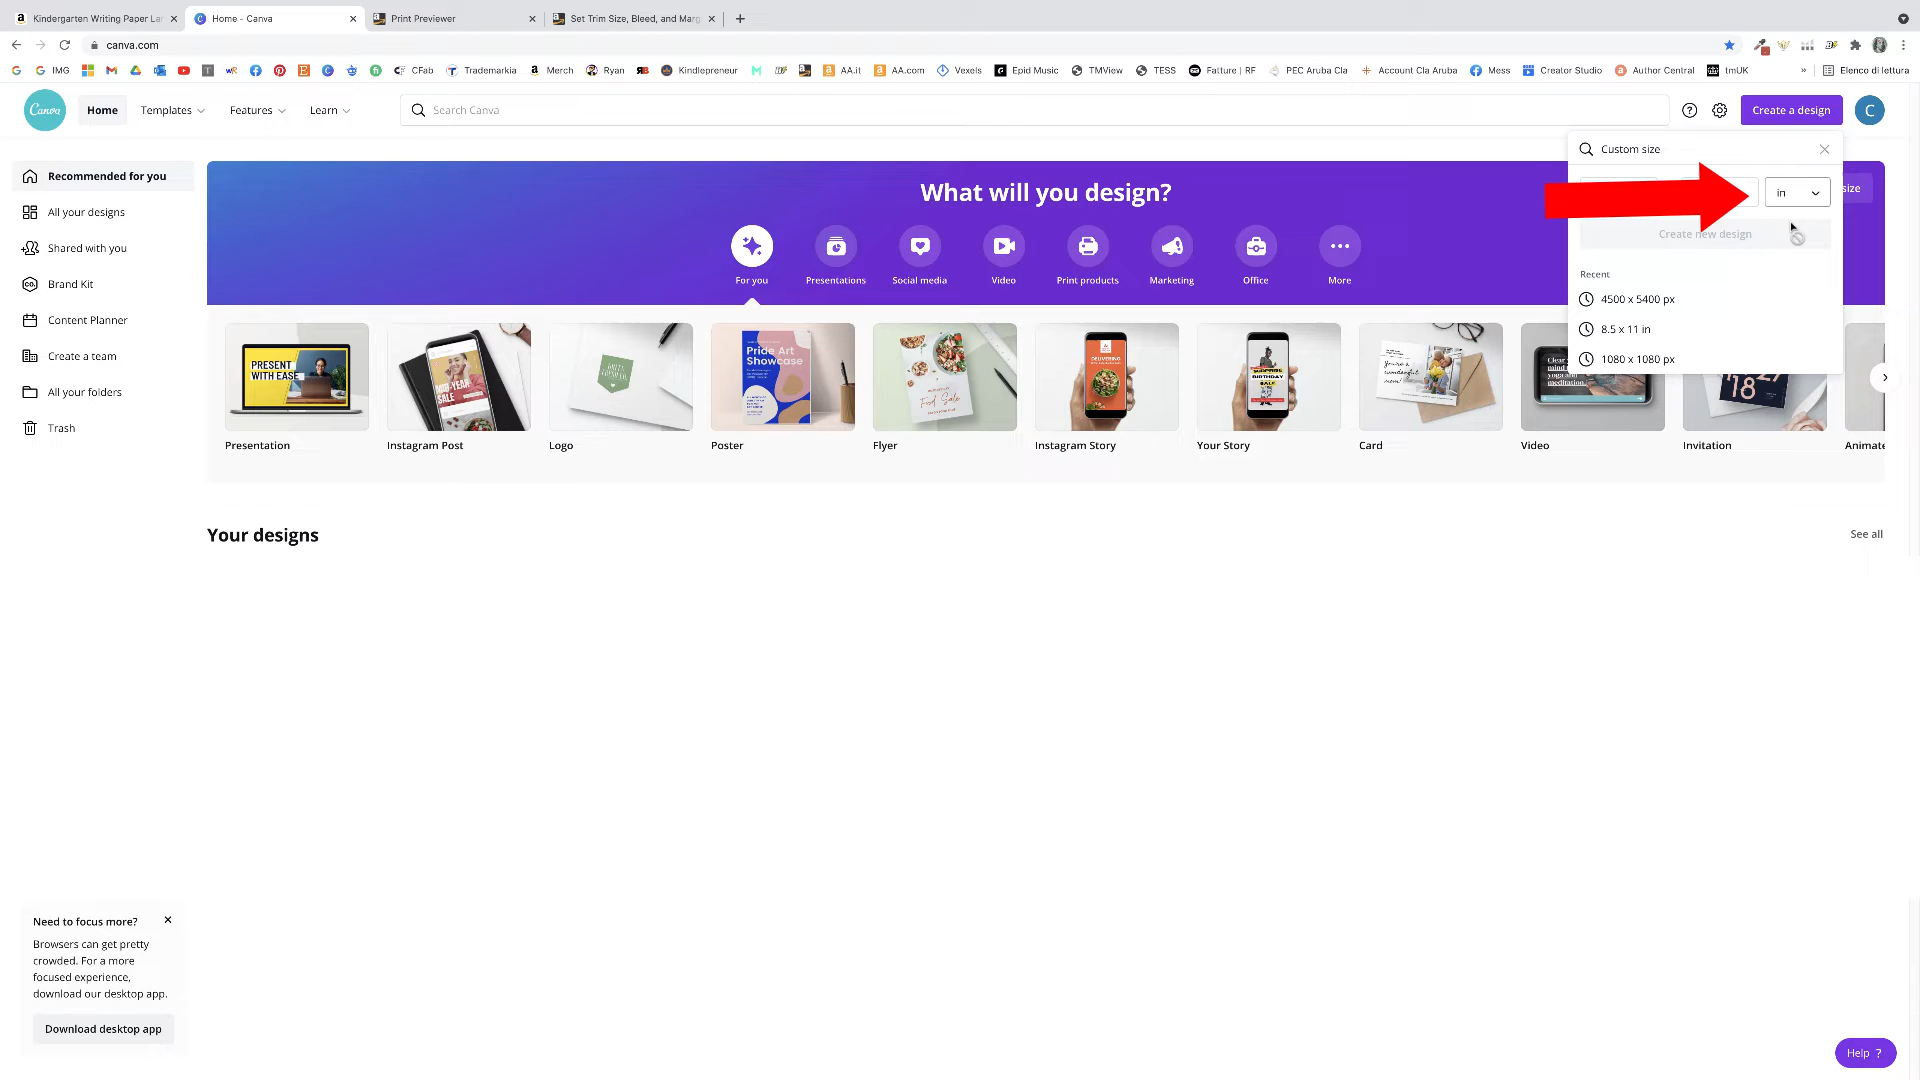 Kindergarten Writing Paper La
Home - Canva
Print Previewer
Set Trim Size, Bleed, and Marg
canva.com
IMG
CFab
Trademarkia
Merch
Ryan
Kindlepreneur
AA.it
AA.com
Vexels
Epid Music
TMView
TESS
Fatture | RF
PEC Aruba Cla
Account Cla Aruba
Mess
Creator Studio
Author Central
tmUK
Elenco di lettura
Canva
Home
Templates
Features
Learn
Search Canva
Create a design
C
Custom size
in
size
Create new design
Recent
4500 x 5400 px
8.5 x 11 in
1080 x 1080 px
Recommended for you
All your designs
Shared with you
Brand Kit
Content Planner
Create a team
All your folders
Trash
What will you design?
For you
Presentations
Social media
Video
Print products
Marketing
Office
More
PRESENT
WITH EASE
MID-YEAR
SALE
Pride Art
Showcase
Food Sale
BIRTHDAY
SALE
Presentation
Instagram Post
Logo
Poster
Flyer
Instagram Story
Your Story
Card
Video
Invitation
Animate
Your designs
See all
Need to focus more?
Browsers can get pretty
crowded. For a more
focused experience,
download our desktop app.
Download desktop app
Help ?